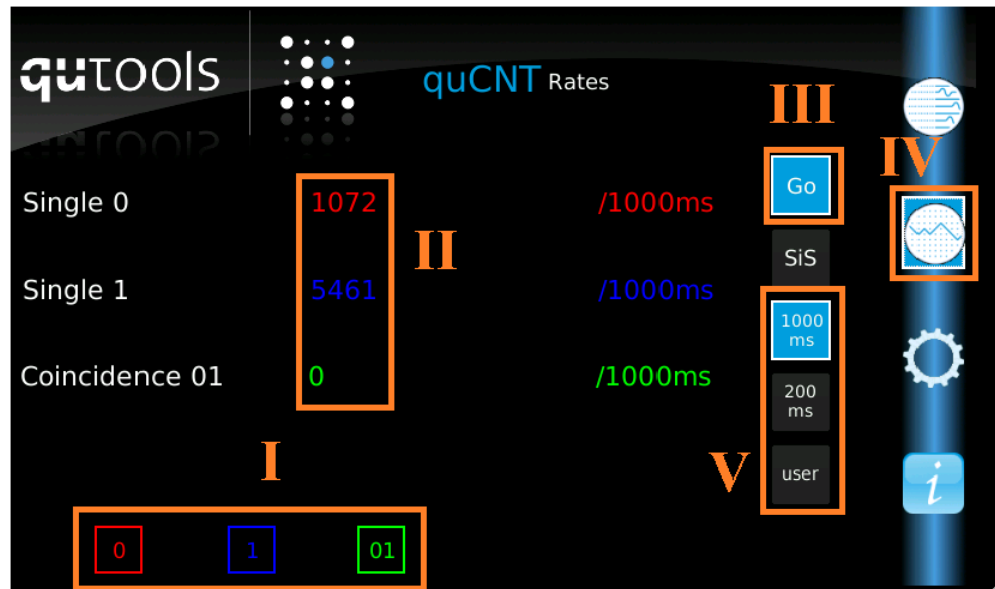 qutools
quCNT Rates
III
IV
Single 0 1072 /1000ms
Go
II
SiS
Single 1 5461 /1000ms
1000
ms
Coincidence 01 0 /1000ms
200
ms
I
V
user
i
0 1 01